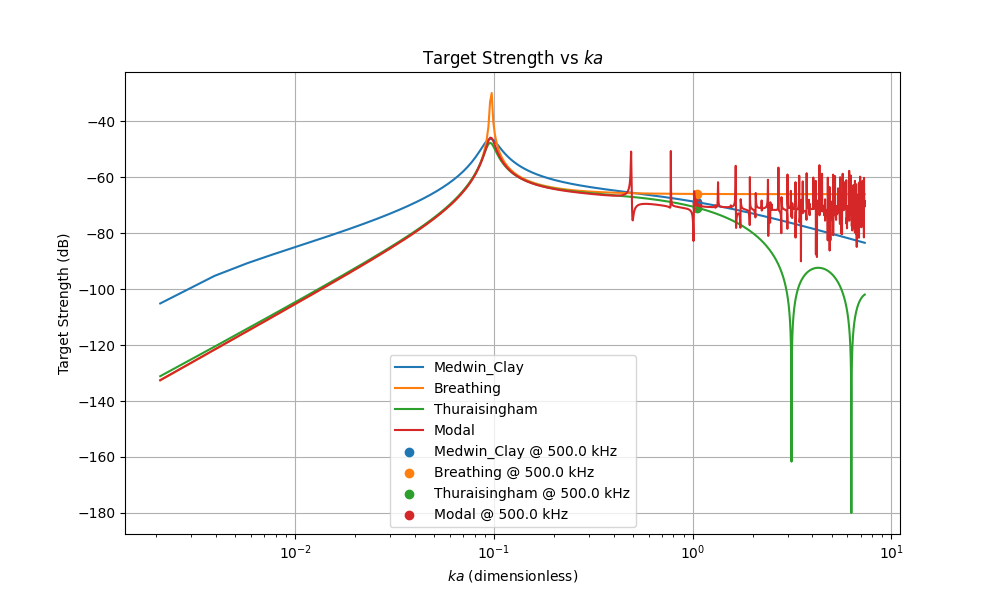 Target Strength vs ka
Target Strength (dB)
−40
−60
−80
−100
−120
−140
−160
−180
Medwin_Clay
Breathing
Thuraisingham
Modal
Medwin_Clay @ 500.0 kHz
Breathing @ 500.0 kHz
Thuraisingham @ 500.0 kHz
Modal @ 500.0 kHz
10⁻² 10⁻¹ 10⁰ 10¹
ka (dimensionless)